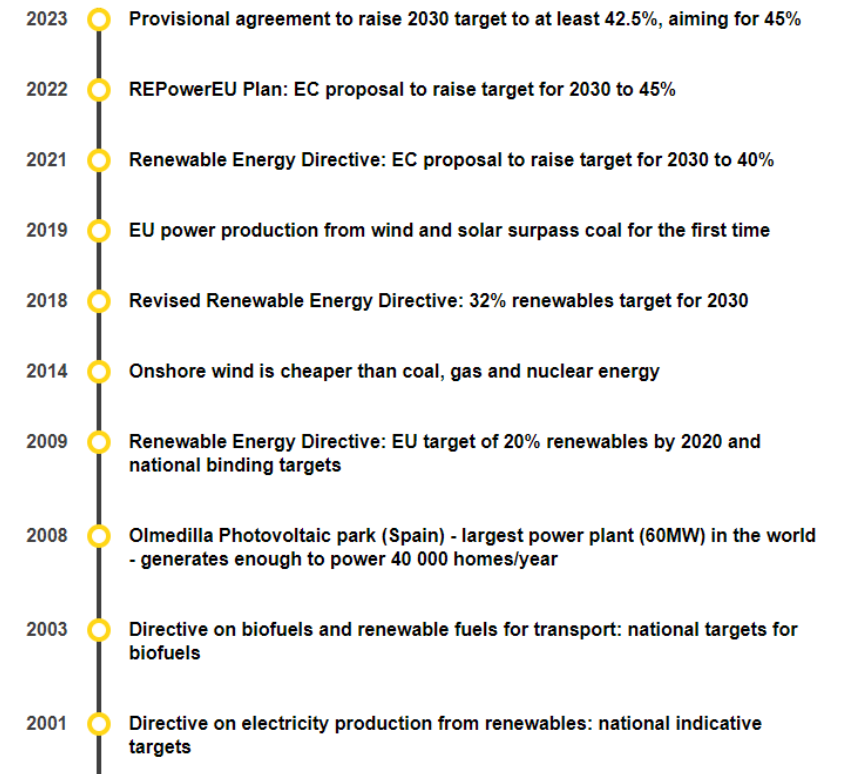 2023 Provisional agreement to raise 2030 target to at least 42.5%, aiming for 45%
2022 REPowerEU Plan: EC proposal to raise target for 2030 to 45%
2021 Renewable Energy Directive: EC proposal to raise target for 2030 to 40%
2019 EU power production from wind and solar surpass coal for the first time
2018 Revised Renewable Energy Directive: 32% renewables target for 2030
2014 Onshore wind is cheaper than coal, gas and nuclear energy
2009 Renewable Energy Directive: EU target of 20% renewables by 2020 and
national binding targets
2008 Olmedilla Photovoltaic park (Spain) - largest power plant (60MW) in the world
- generates enough to power 40 000 homes/year
2003 Directive on biofuels and renewable fuels for transport: national targets for
biofuels
2001 Directive on electricity production from renewables: national indicative
targets